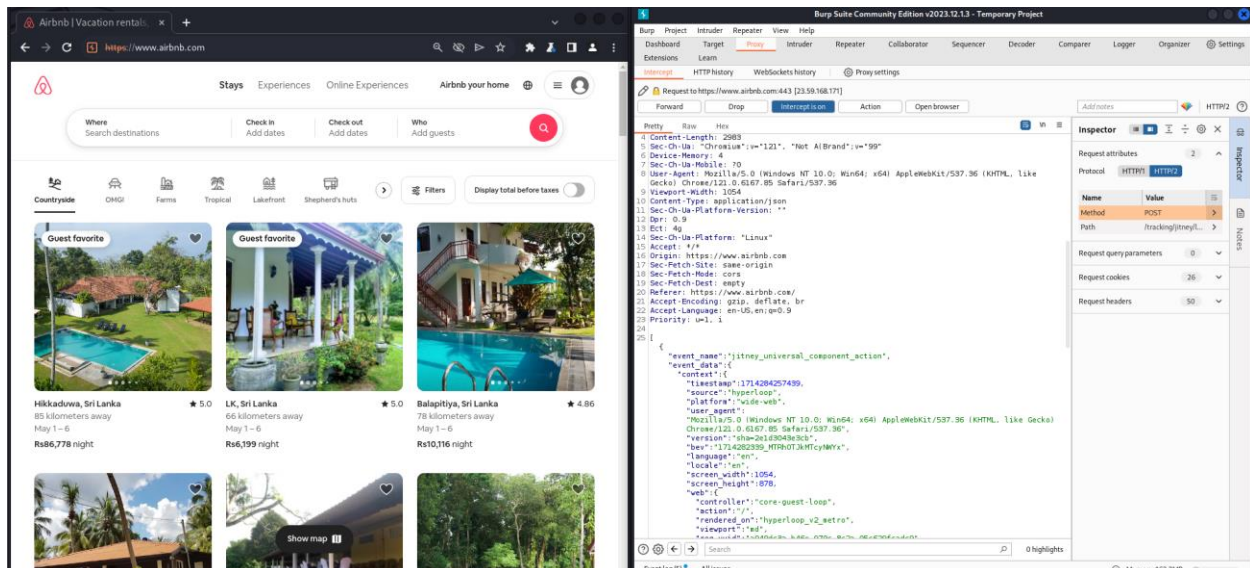 Airbnb | Vacation rentals,
https://www.airbnb.com
Stays Experiences Online Experiences Airbnb your home
Where Check in Check out Who
Search destinations Add dates Add dates Add guests
Countryside OMG! Farms Tropical Lakefront Shepherd's huts Filters Display total before taxes
Guest favorite Guest favorite
Hikkaduwa, Sri Lanka ★ 5.0 LK, Sri Lanka ★ 5.0 Balapitiya, Sri Lanka ★ 4.86
85 kilometers away 66 kilometers away 78 kilometers away
May 1 – 6 May 1 – 6 May 1 – 6
Rs86,778 night Rs6,199 night Rs10,116 night
Show map
Burp Suite Community Edition v2023.12.1.3 - Temporary Project
Burp Project Intruder Repeater View Help
Dashboard Target Proxy Intruder Repeater Collaborator Sequencer Decoder Comparer Logger Organizer Settings
Extensions Learn
Intercept HTTP history WebSockets history Proxy settings
Request to https://www.airbnb.com:443 [23.59.168.171]
Forward Drop Intercept is on Action Open browser Add notes HTTP/2
Pretty Raw Hex
4 Content-Length: 2983
5 Sec-Ch-Ua: "Chromium";v="121", "Not A(Brand";v="99"
6 Device-Memory: 4
7 Sec-Ch-Ua-Mobile: ?0
8 User-Agent: Mozilla/5.0 (Windows NT 10.0; Win64; x64) AppleWebKit/537.36 (KHTML, like
Gecko) Chrome/121.0.6167.85 Safari/537.36
9 Viewport-Width: 1054
10 Content-Type: application/json
11 Sec-Ch-Ua-Platform-Version: ""
12 Dpr: 0.9
13 Ect: 4g
14 Sec-Ch-Ua-Platform: "Linux"
15 Accept: */*
16 Origin: https://www.airbnb.com
17 Sec-Fetch-Site: same-origin
18 Sec-Fetch-Mode: cors
19 Sec-Fetch-Dest: empty
20 Referer: https://www.airbnb.com/
21 Accept-Encoding: gzip, deflate, br
22 Accept-Language: en-US,en;q=0.9
23 Priority: u=1, i
24
25 [
{
"event_name":"jitney_universal_component_action",
"event_data":{
"context":{
"timestamp":1714284257499,
"source":"hyperloop",
"platform":"wide-web",
"user_agent":
"Mozilla/5.0 (Windows NT 10.0; Win64; x64) AppleWebKit/537.36 (KHTML, like Gecko)
Chrome/121.0.6167.85 Safari/537.36",
"version":"sha=2e1d3043e3cb",
"bev":"1714282339_MTRhOTJkMTcyNWYx",
"language":"en",
"locale":"en",
"screen_width":1054,
"screen_height":878,
"web":{
"controller":"core-guest-loop",
"action":"/",
"rendered_on":"hyperloop_v2_metro",
"viewport":"md",
Search 0 highlights
Inspector
Request attributes 2
Protocol HTTP/1 HTTP/2
Name Value
Method POST
Path /tracking/jitney/l...
Request query parameters 0
Request cookies 26
Request headers 50
Inspector
Notes